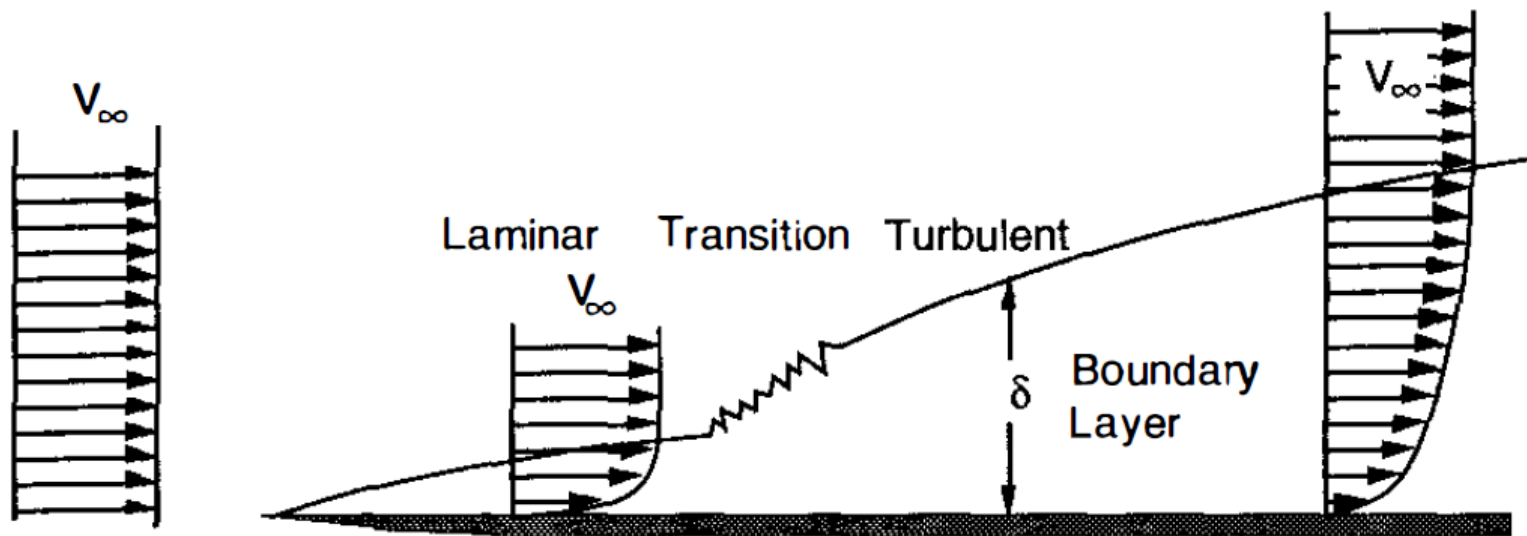 V∞
V∞
Laminar Transition Turbulent
V∞
δ Boundary
Layer